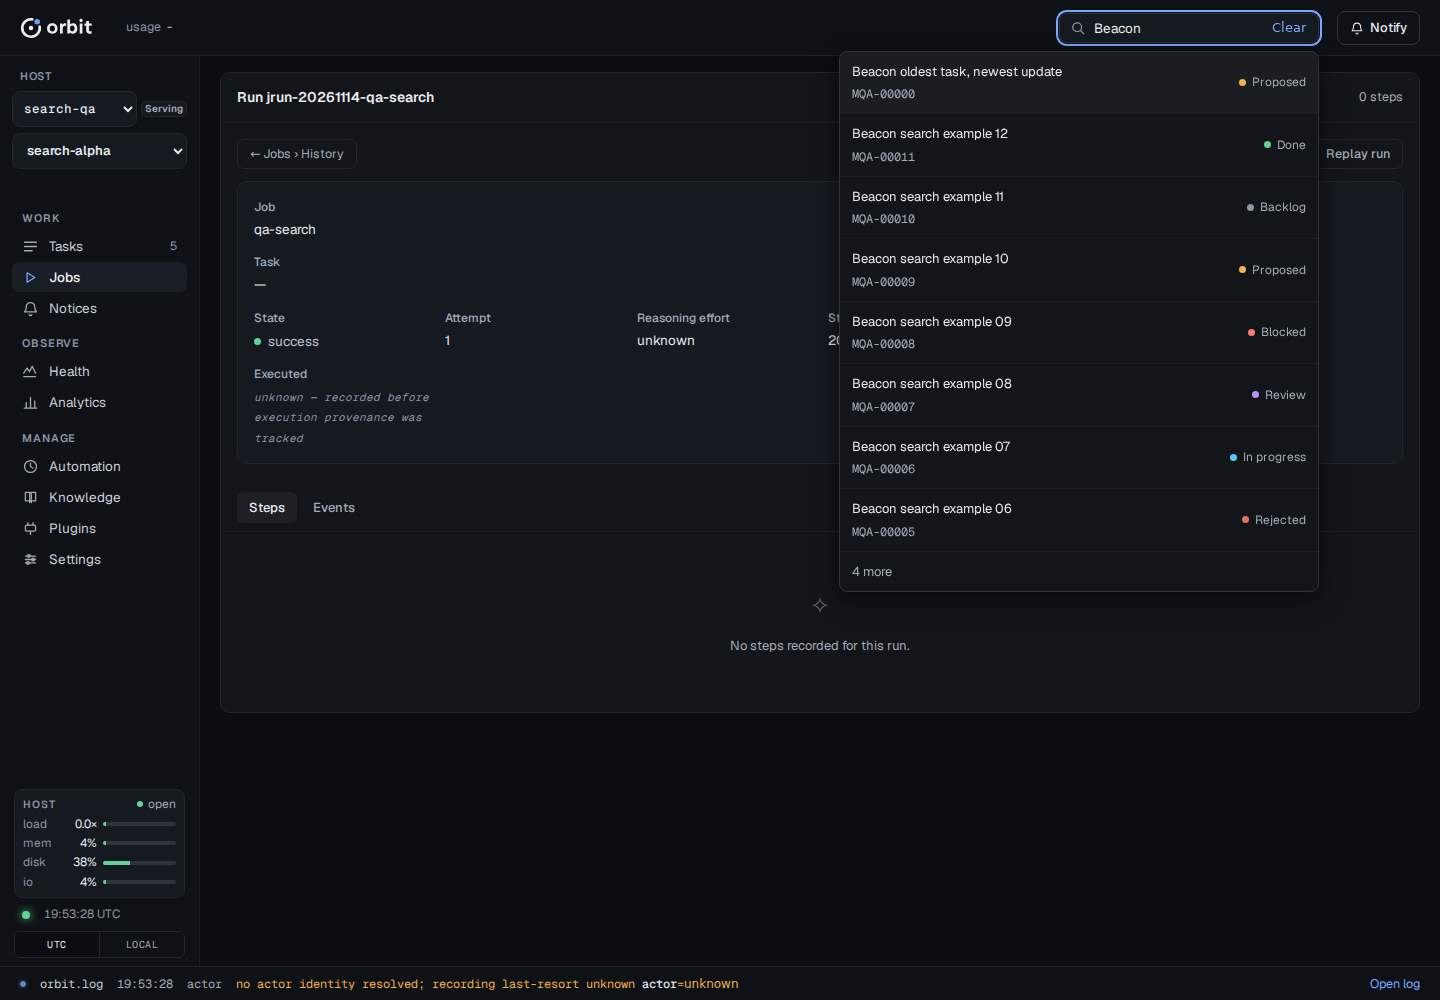 orbit
usage -
Beacon
Clear
Notify
HOST
search-qa
Serving
search-alpha
WORK
Tasks 5
Jobs
Notices
OBSERVE
Health
Analytics
MANAGE
Automation
Knowledge
Plugins
Settings
HOST open
load 0.0×
mem 4%
disk 38%
io 4%
19:53:28 UTC
UTC LOCAL
Run jrun-20261114-qa-search
0 steps
← Jobs › History
Replay run
Job
qa-search
Task
—
State Attempt Reasoning effort
success 1 unknown
Executed
unknown — recorded before
execution provenance was
tracked
Steps Events
No steps recorded for this run.
Beacon oldest task, newest update
MQA-00000
Proposed
Beacon search example 12
MQA-00011
Done
Beacon search example 11
MQA-00010
Backlog
Beacon search example 10
MQA-00009
Proposed
Beacon search example 09
MQA-00008
Blocked
Beacon search example 08
MQA-00007
Review
Beacon search example 07
MQA-00006
In progress
Beacon search example 06
MQA-00005
Rejected
4 more
orbit.log 19:53:28 actor no actor identity resolved; recording last-resort unknown actor=unknown
Open log